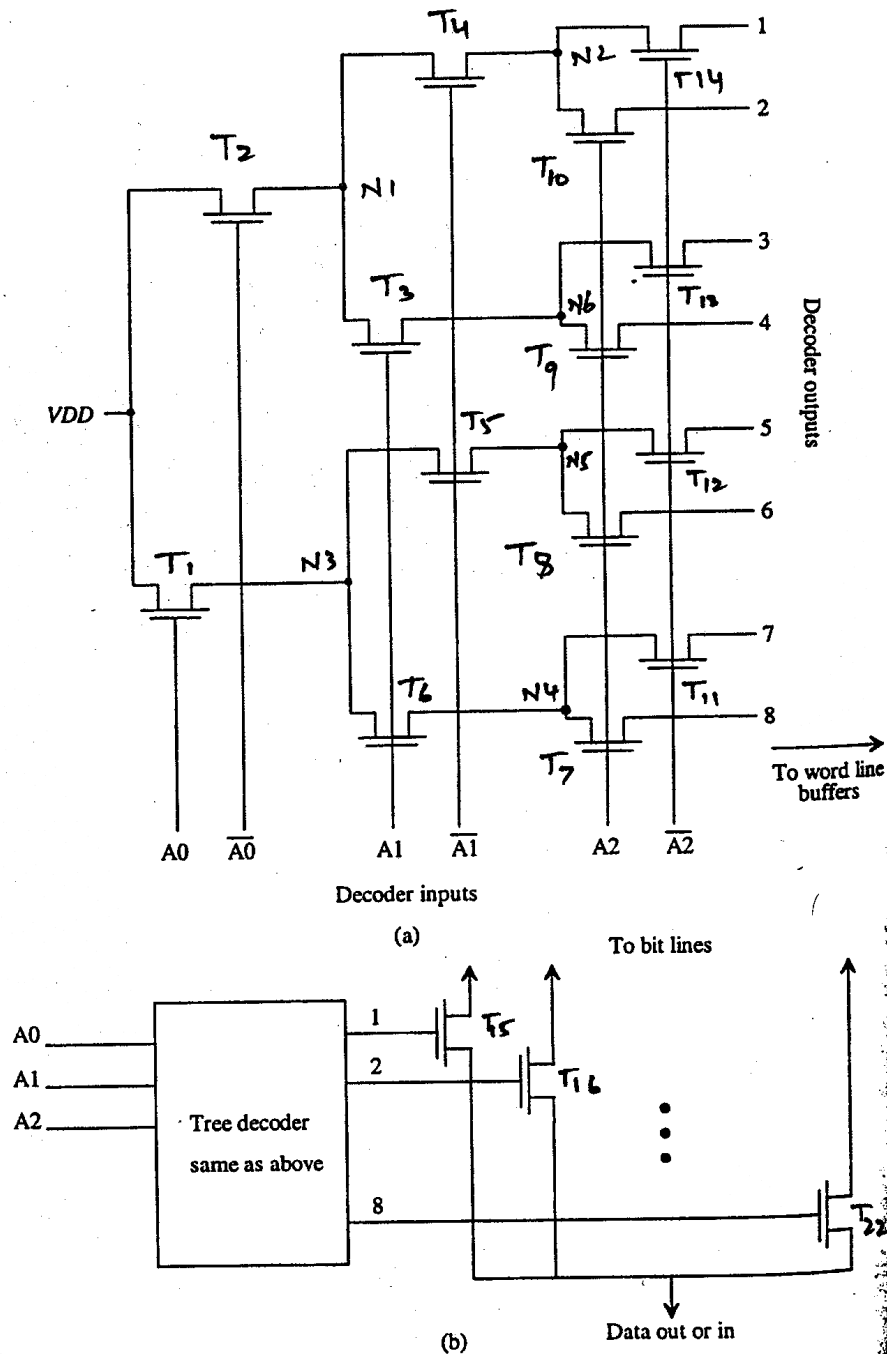 T4
1
N2
T14
2
T2
T10
N1
3
T3
N6
T13
4
T9
VDD
T5
5
N5
T12
6
T1
N3
T8
7
T6
N4
T11
8
T7
Decoder outputs
To word line
buffers
A0
A̅0̅
A1
A̅1̅
A2
A̅2̅
Decoder inputs
(a)
To bit lines
A0
A1
A2
Tree decoder
same as above
1
T15
2
T16
8
T22
Data out or in
(b)